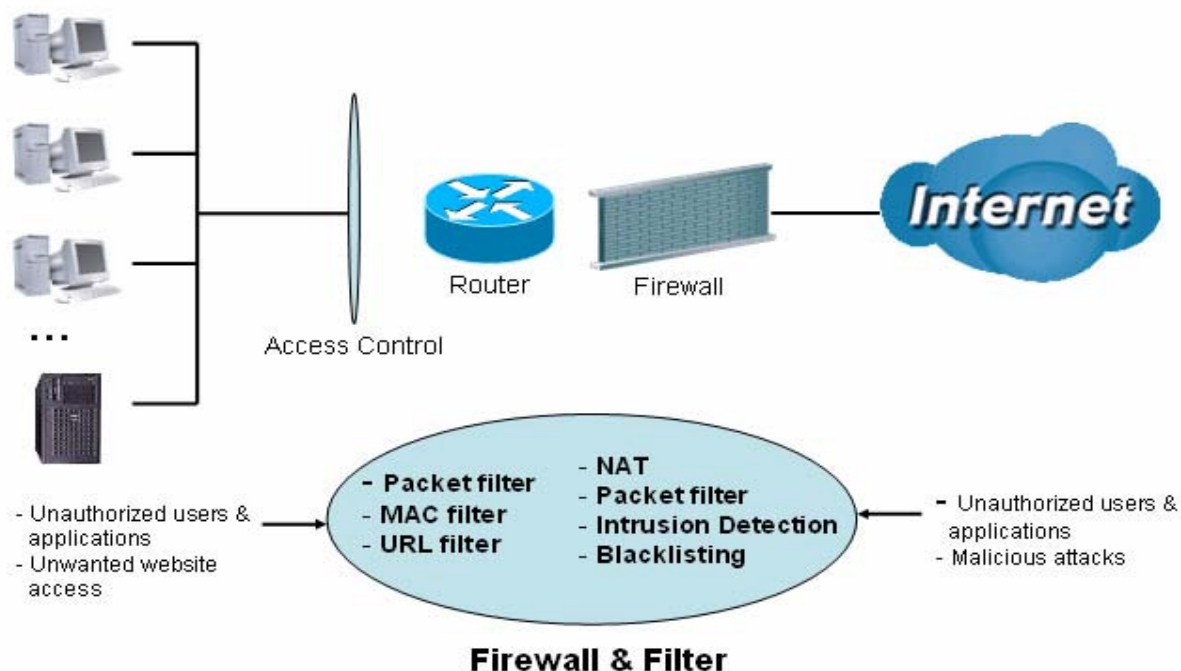 Internet
Router
Firewall
...
Access Control
- Packet filter
- MAC filter
- URL filter
- NAT
- Packet filter
- Intrusion Detection
- Blacklisting
- Unauthorized users &
applications
- Unwanted website
access
- Unauthorized users &
applications
- Malicious attacks
Firewall & Filter